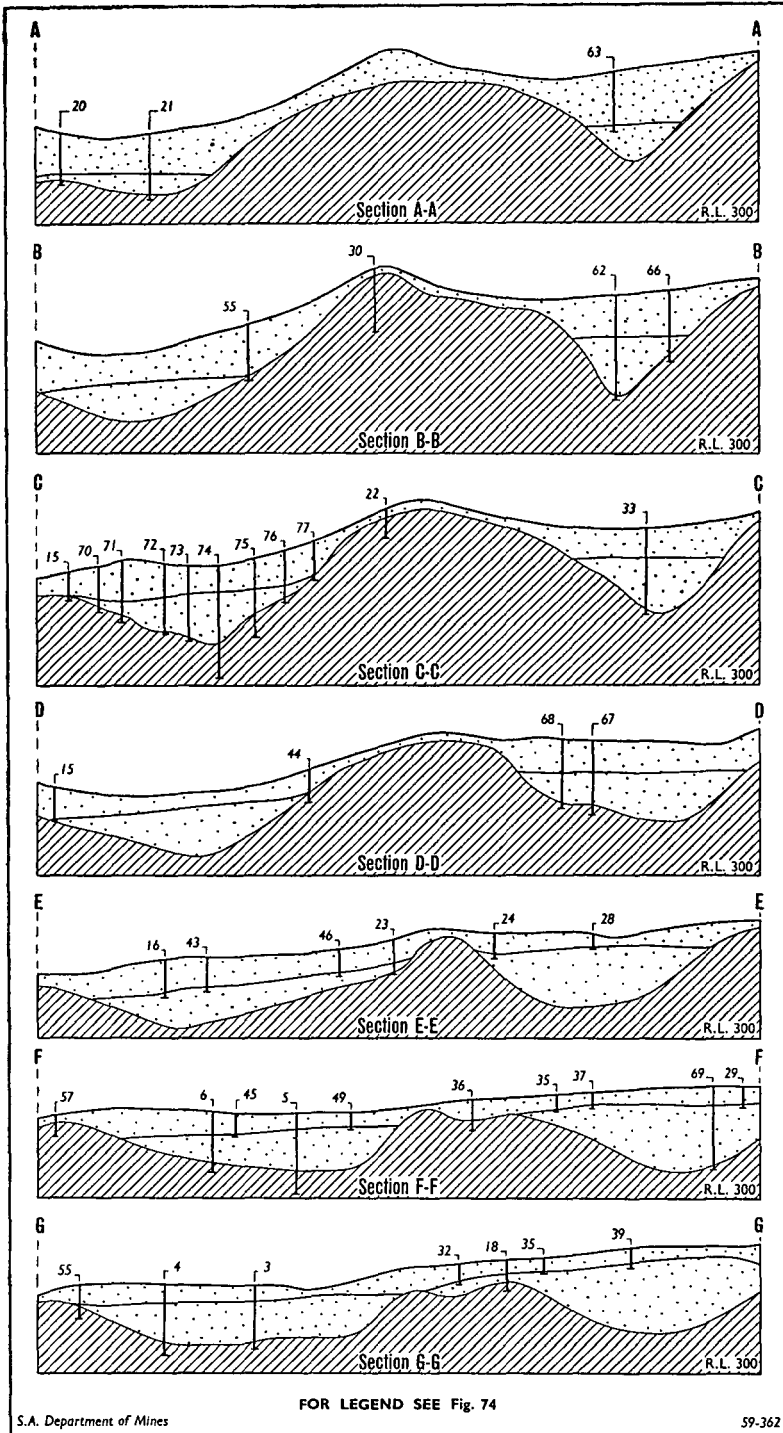 A A
63
20 21
Section A-A R.L. 300
B B
30 62 66
55
Section B-B R.L. 300
C C
22 33
15 70 71 72 73 74 75 76 77
Section C-C R.L. 300
D D
68 67
15 44
Section D-D R.L. 300
E E
16 43 46 23 24 28
Section E-E R.L. 300
F F
57 6 45 5 49 36 35 37 69 29
Section F-F R.L. 300
G G
55 4 3 32 18 35 39
Section G-G R.L. 300
FOR LEGEND SEE Fig. 74
S.A. Department of Mines 59-362